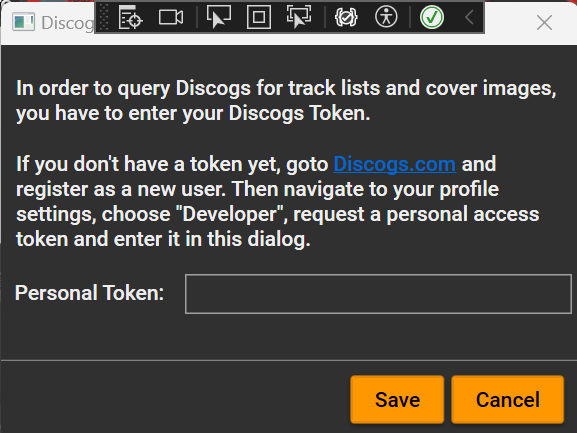 Discog
In order to query Discogs for track lists and cover images,
you have to enter your Discogs Token.
If you don't have a token yet, goto Discogs.com and
register as a new user. Then navigate to your profile
settings, choose "Developer", request a personal access
token and enter it in this dialog.
Personal Token:
Save Cancel